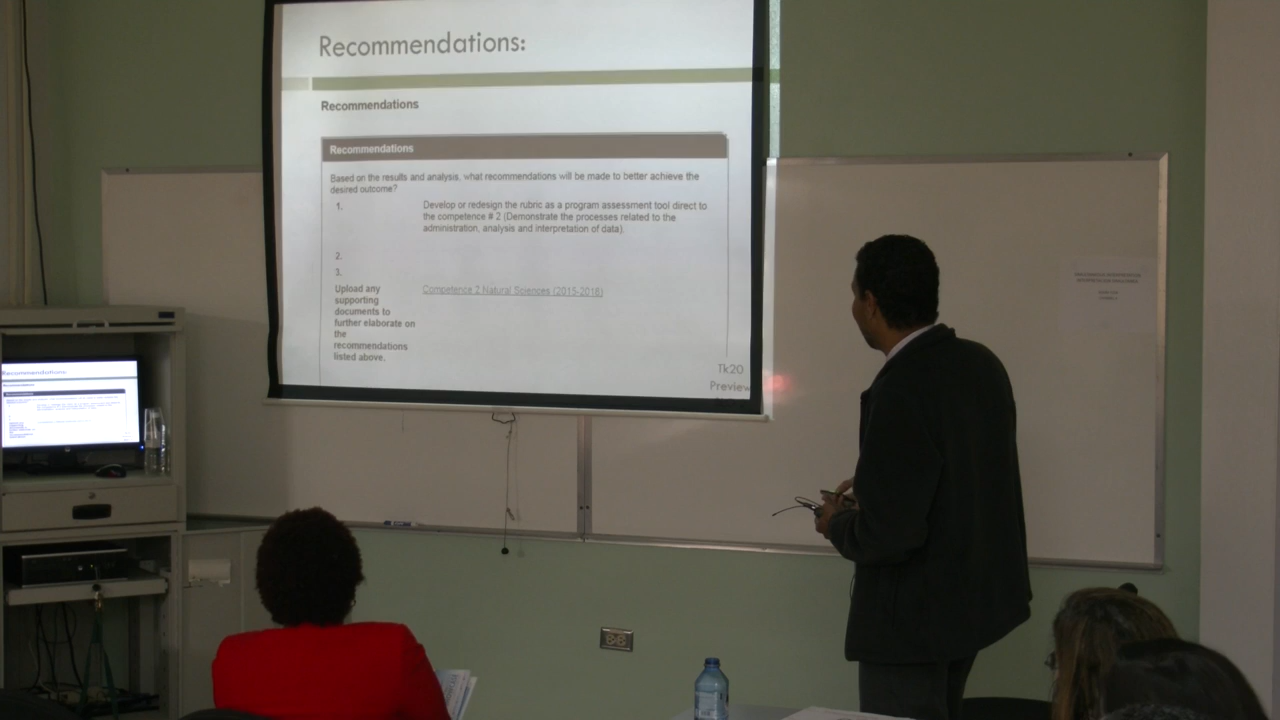 Recommendations:
Recommendations
Recommendations
Based on the results and analysis, what recommendations will be made to better achieve the
desired outcome?
1. Develop or redesign the rubric as a program assessment tool direct to
the competence # 2 (Demonstrate the processes related to the
administration, analysis and interpretation of data).
2.
3.
Upload any Competence 2 Natural Sciences (2015-2016)
supporting
documents to
further elaborate on
the
recommendations
listed above.
Tk20
Preview
Recommendations: